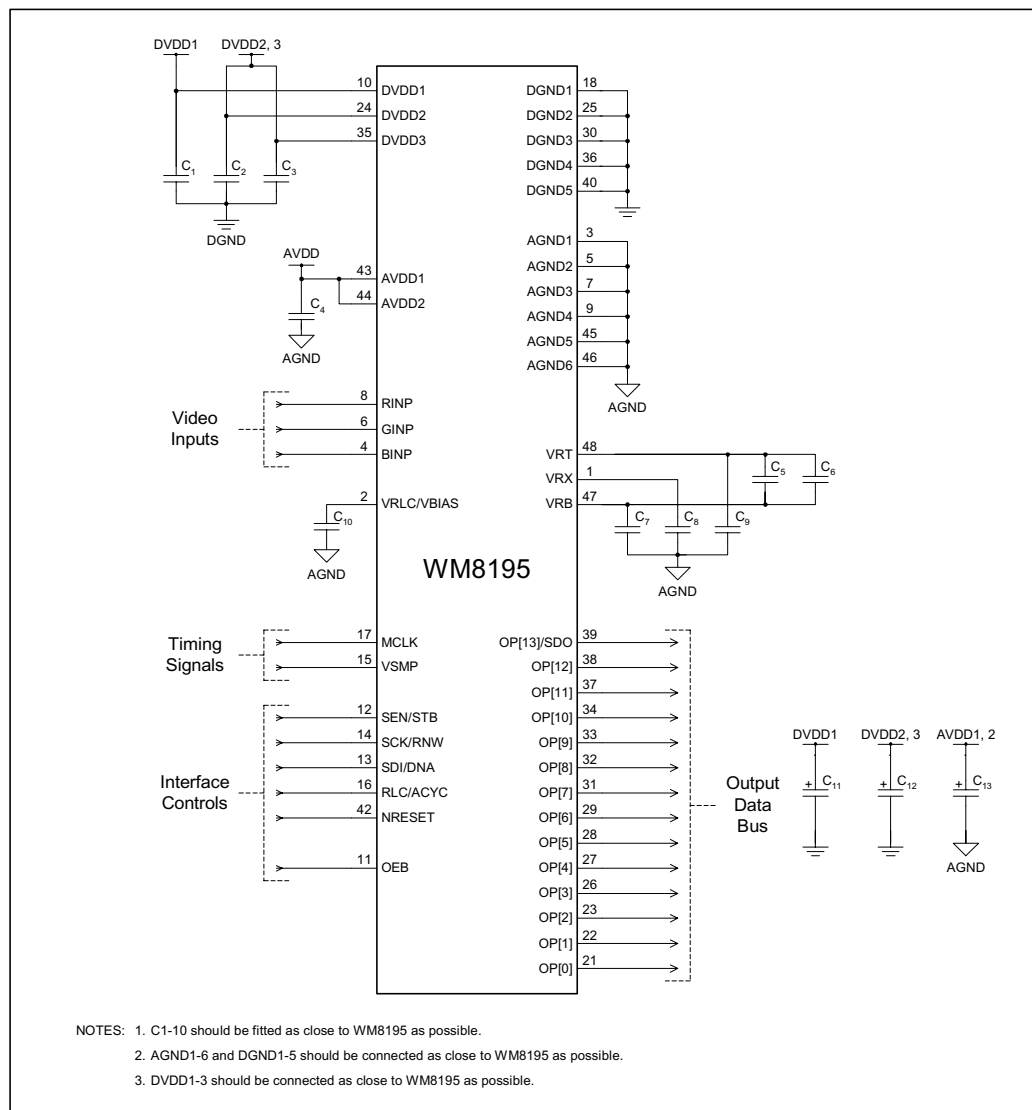 DVDD1 DVDD2, 3
10 DVDD1
24 DVDD2
35 DVDD3
C1 C2 C3
DGND
AVDD
43 AVDD1
44 AVDD2
C4
AGND
Video
Inputs
8 RINP
6 GINP
4 BINP
2 VRLC/VBIAS
C10
AGND
WM8195
Timing
Signals
17 MCLK
15 VSMP
Interface
Controls
12 SEN/STB
14 SCK/RNW
13 SDI/DNA
16 RLC/ACYC
42 NRESET
11 OEB
DGND1 18
DGND2 25
DGND3 30
DGND4 36
DGND5 40
AGND1 3
AGND2 5
AGND3 7
AGND4 9
AGND5 45
AGND6 46
AGND
VRT 48
VRX 1
VRB 47
C5 C6
C7 C8 C9
AGND
OP[13]/SDO 39
OP[12] 38
OP[11] 37
OP[10] 34
OP[9] 33
OP[8] 32
OP[7] 31
OP[6] 29
OP[5] 28
OP[4] 27
OP[3] 26
OP[2] 23
OP[1] 22
OP[0] 21
Output
Data
Bus
DVDD1 DVDD2, 3 AVDD1, 2
+ C11 + C12 + C13
AGND
NOTES: 1. C1-10 should be fitted as close to WM8195 as possible.
2. AGND1-6 and DGND1-5 should be connected as close to WM8195 as possible.
3. DVDD1-3 should be connected as close to WM8195 as possible.